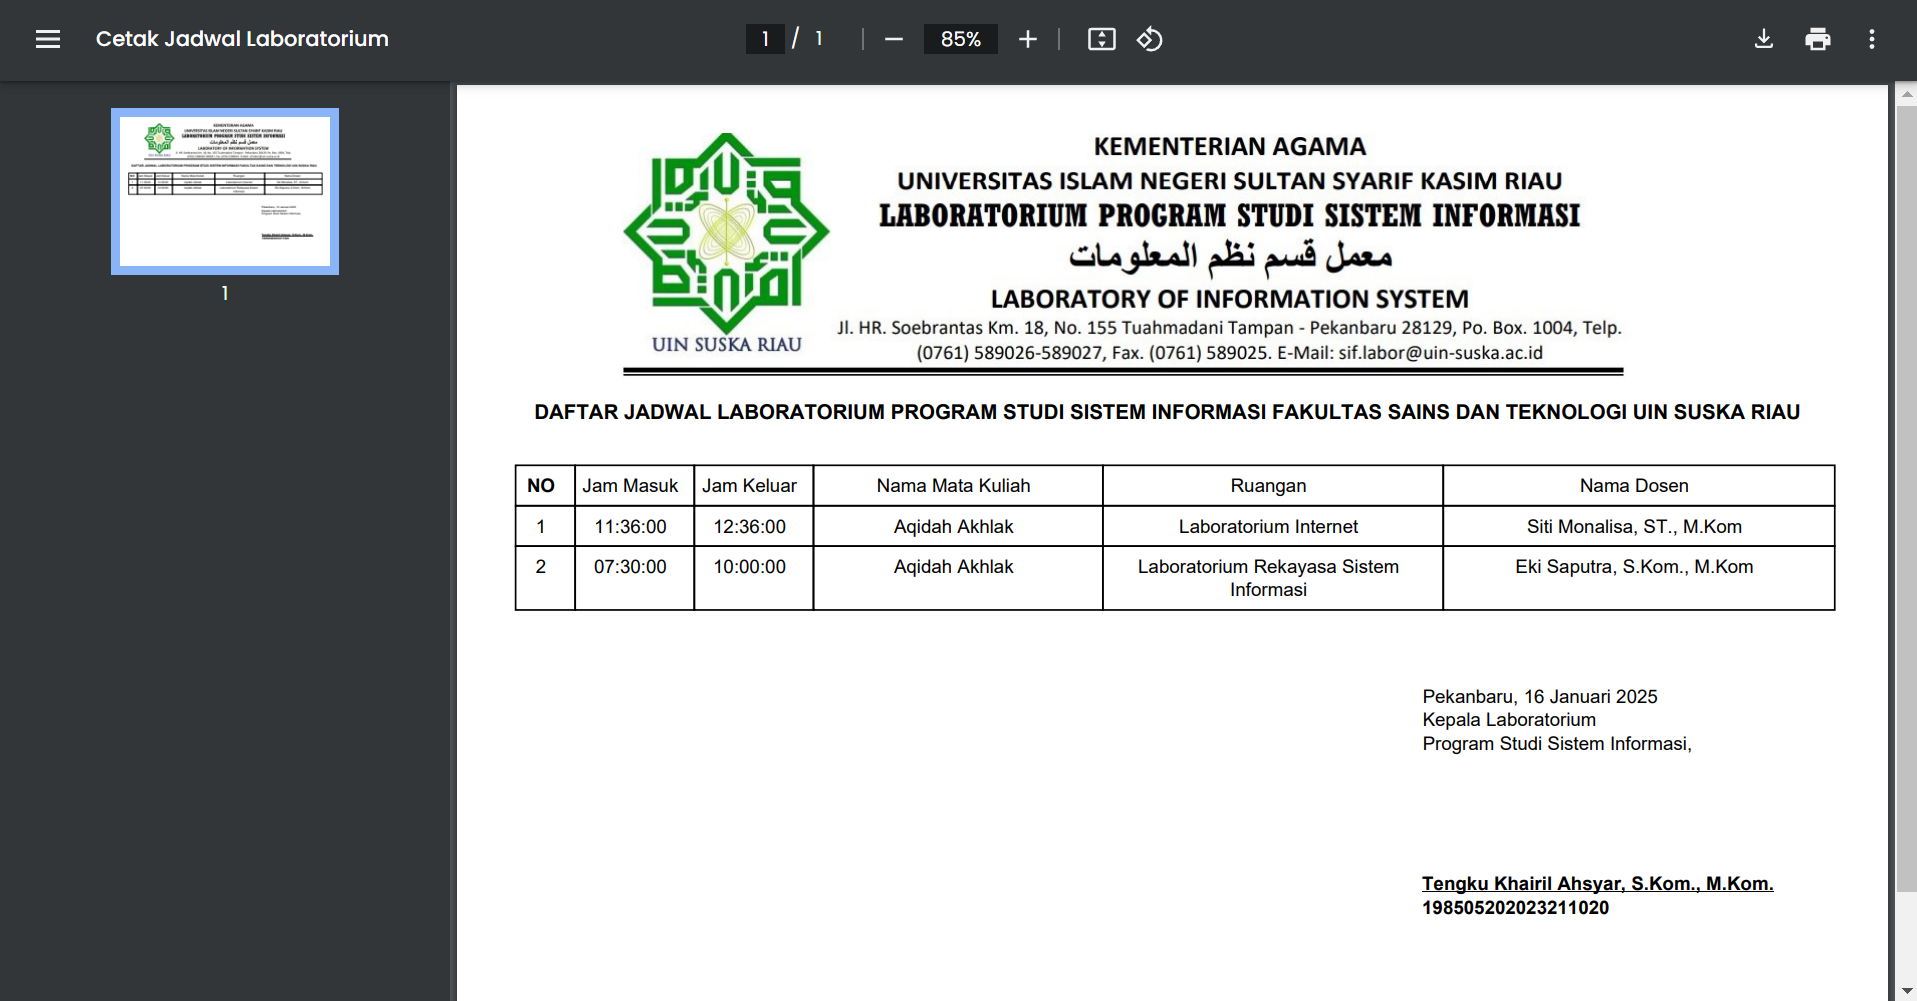 Cetak Jadwal Laboratorium
1 / 1
85%
1
KEMENTERIAN AGAMA
UNIVERSITAS ISLAM NEGERI SULTAN SYARIF KASIM RIAU
LABORATORIUM PROGRAM STUDI SISTEM INFORMASI
معمل قسم نظم المعلومات
LABORATORY OF INFORMATION SYSTEM
Jl. HR. Soebrantas Km. 18, No. 155 Tuahmadani Tampan - Pekanbaru 28129, Po. Box. 1004, Telp.
(0761) 589026-589027, Fax. (0761) 589025. E-Mail: sif.labor@uin-suska.ac.id
UIN SUSKA RIAU
DAFTAR JADWAL LABORATORIUM PROGRAM STUDI SISTEM INFORMASI FAKULTAS SAINS DAN TEKNOLOGI UIN SUSKA RIAU
NO Jam Masuk Jam Keluar Nama Mata Kuliah Ruangan Nama Dosen
1 11:36:00 12:36:00 Aqidah Akhlak Laboratorium Internet Siti Monalisa, ST., M.Kom
2 07:30:00 10:00:00 Aqidah Akhlak Laboratorium Rekayasa Sistem Eki Saputra, S.Kom., M.Kom
Informasi
Pekanbaru, 16 Januari 2025
Kepala Laboratorium
Program Studi Sistem Informasi,
Tengku Khairil Ahsyar, S.Kom., M.Kom.
198505202023211020